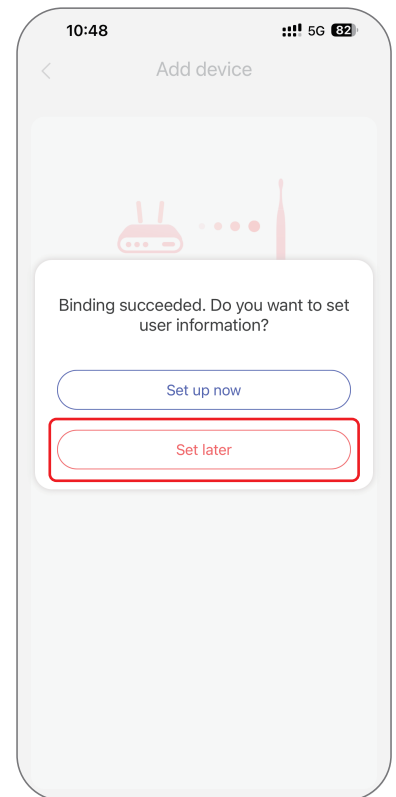 10:48
5G 82
Add device
Binding succeeded. Do you want to set
user information?
Set up now
Set later